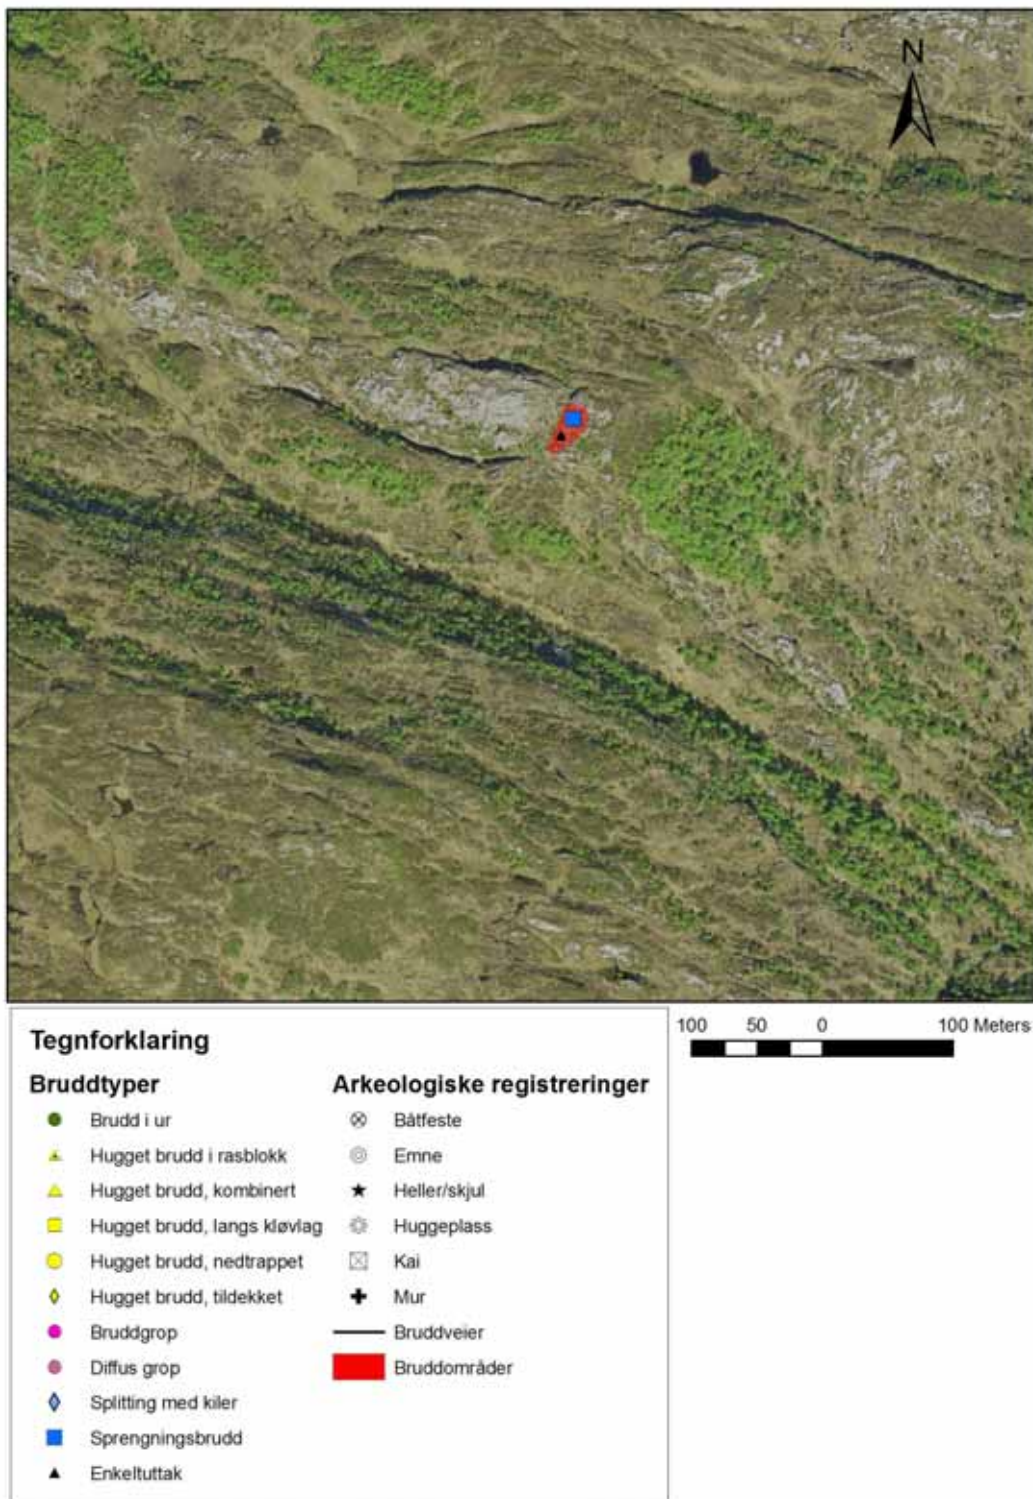 N
Tegnforklaring
Bruddtyper
Brudd i ur
Hugget brudd i rasblokk
Hugget brudd, kombinert
Hugget brudd, langs kløvlag
Hugget brudd, nedtrappet
Hugget brudd, tildekket
Bruddgrop
Diffus grop
Splitting med kiler
Sprengningsbrudd
Enkeltuttak
Arkeologiske registreringer
Båtfeste
Emne
Heller/skjul
Huggeplass
Kai
Mur
Bruddveier
Bruddområder
100 50 0 100 Meters